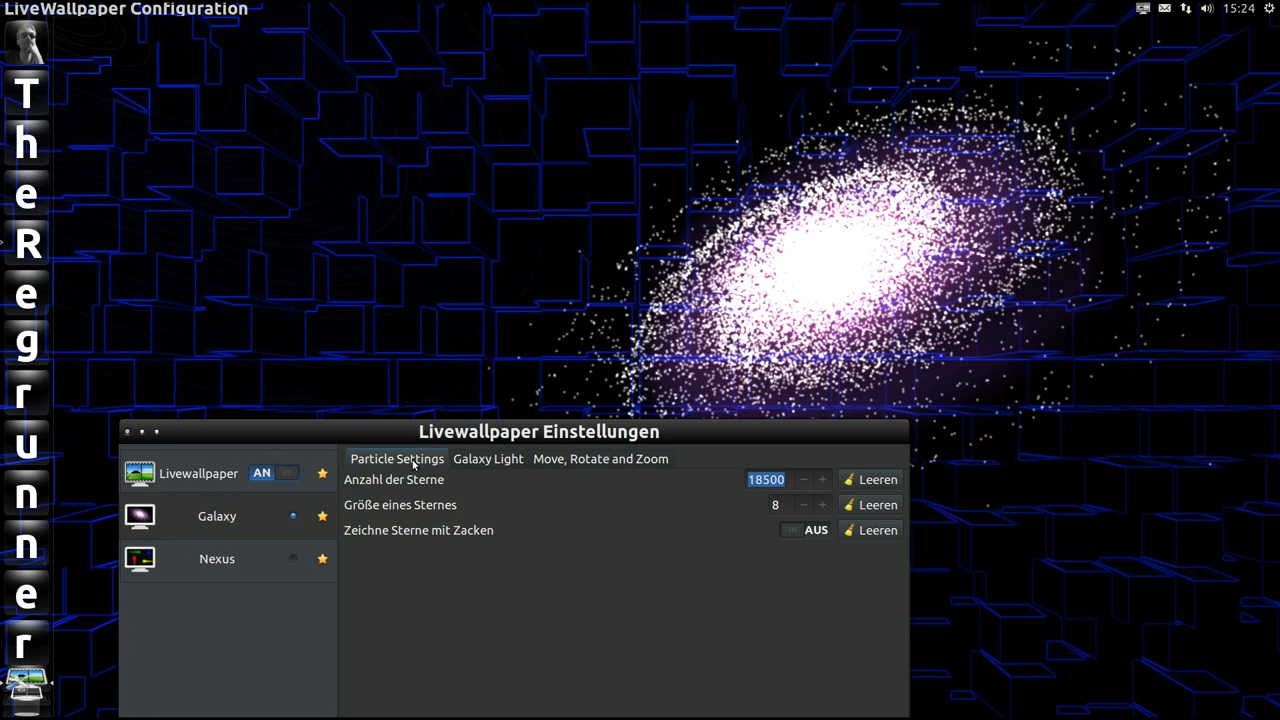 LiveWallpaper Configuration
15:24
T
h
e
R
e
g
r
u
n
n
e
r
Livewallpaper Einstellungen
Livewallpaper AN
Galaxy
Nexus
Particle Settings Galaxy Light Move, Rotate and Zoom
Anzahl der Sterne 18500 − + Leeren
Größe eines Sternes 8 − + Leeren
Zeichne Sterne mit Zacken AUS Leeren